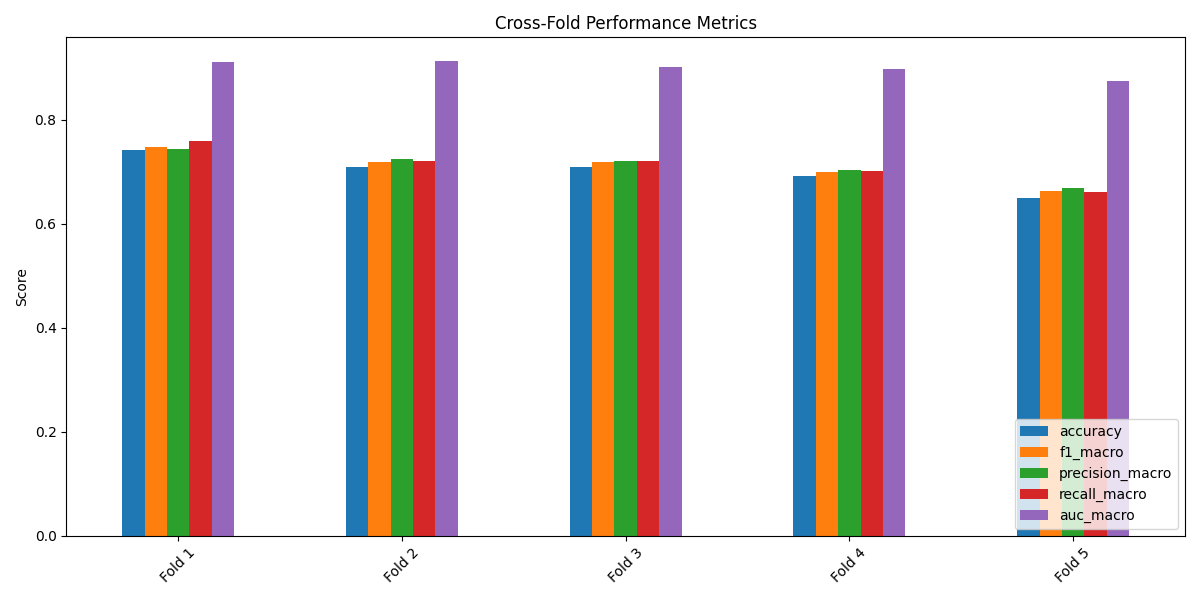 Cross-Fold Performance Metrics
Score
0.8
0.6
0.4
0.2
0.0
accuracy
f1_macro
precision_macro
recall_macro
auc_macro
Fold 1
Fold 2
Fold 3
Fold 4
Fold 5